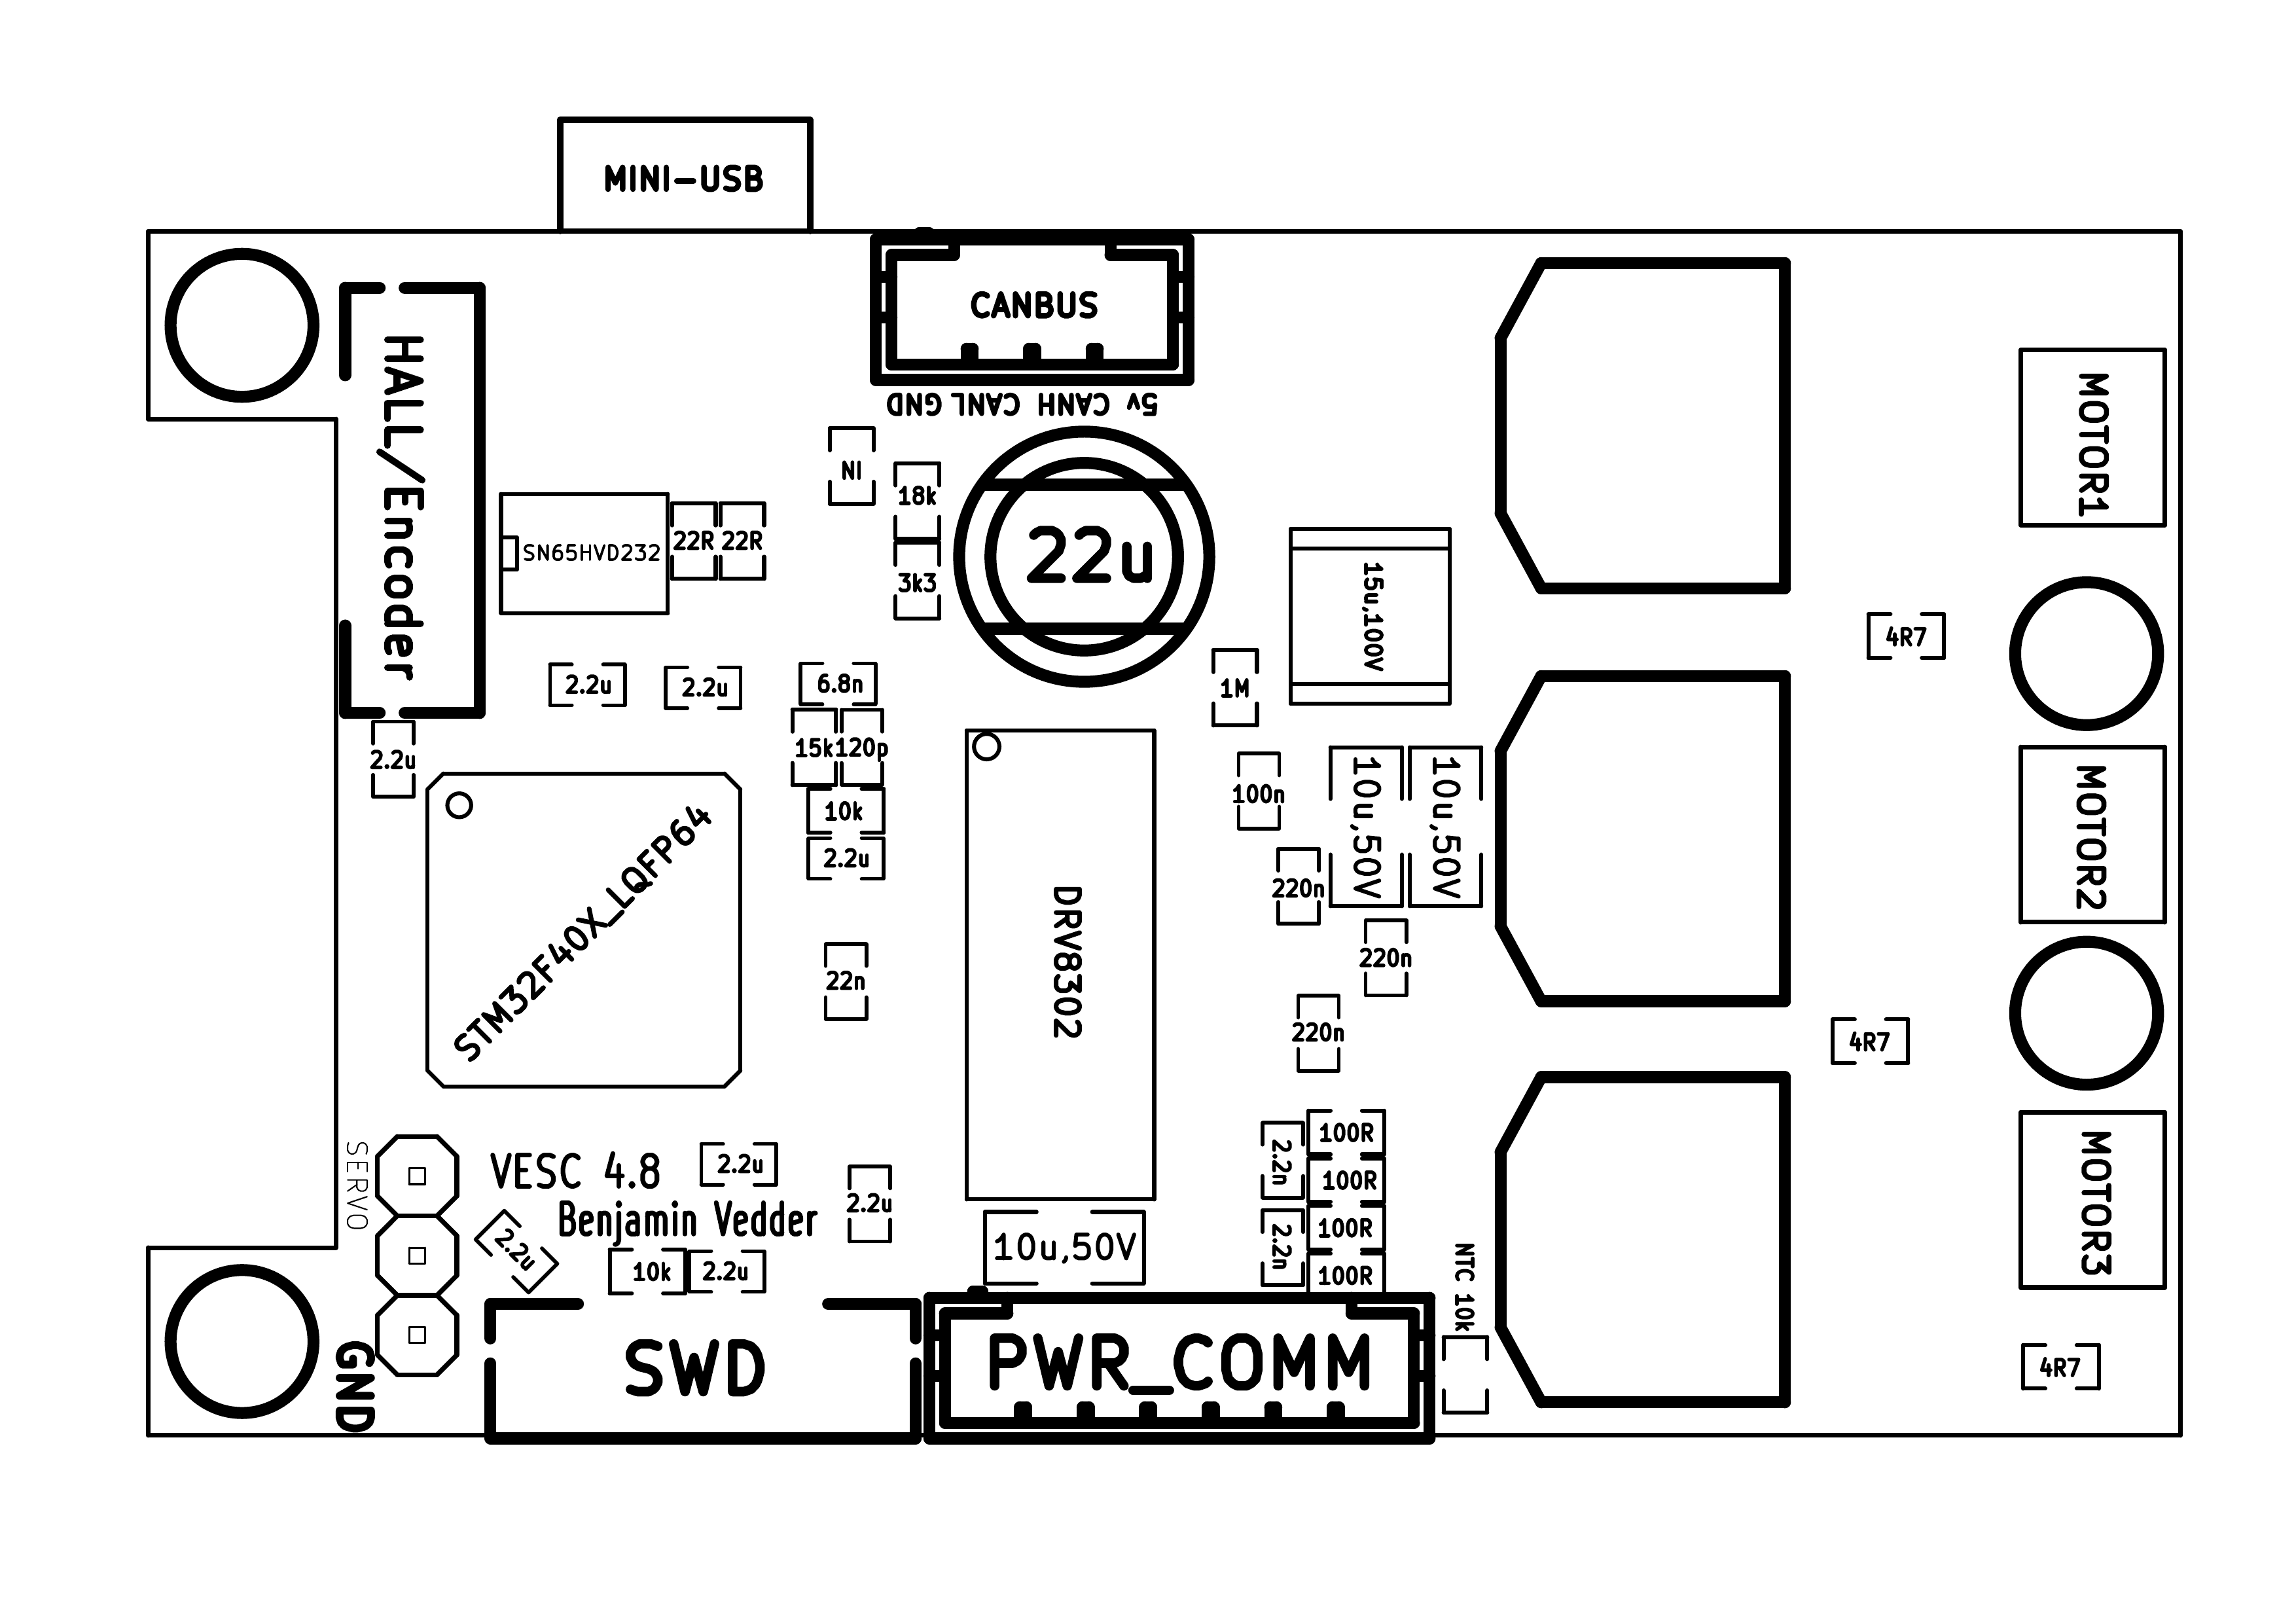 MINI-USB
CANBUS
GND CANL CANH 5v
HALL/Encoder
MOTOR1
NI
18k
22R
22R
SN65HVD232
22u
3k3
15u,100V
4R7
2.2u
2.2u
6.8n
1M
2.2u
15k
120p
100n
10u,50V
10u,50V
MOTOR2
10k
2.2u
STM32F40X_LQFP64
220n
DRV8302
220n
22n
220n
4R7
SERVO
VESC 4.8
2.2u
2.2n
100R
100R
MOTOR3
Benjamin Vedder
2.2u
2.2u
10k
2.2u
10u,50V
2.2n
100R
100R
NTC 10k
GND
SWD
PWR_COMM
4R7